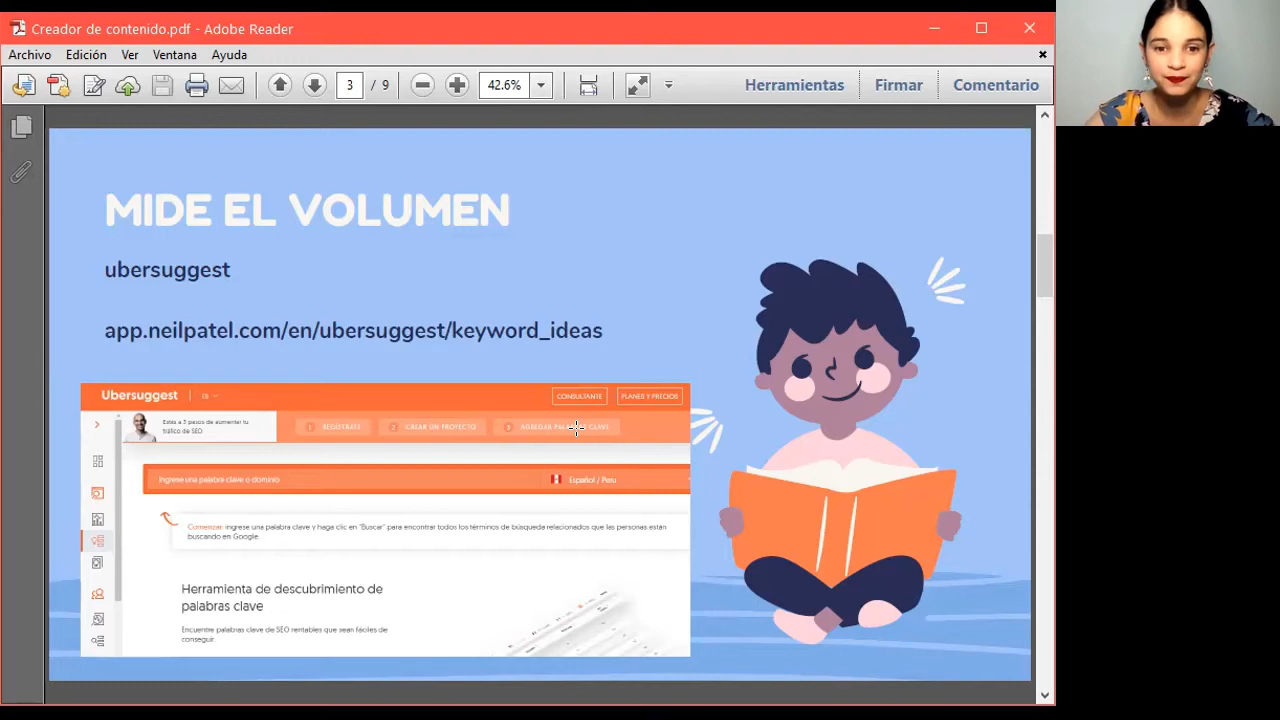 Creador de contenido.pdf - Adobe Reader
Archivo Edición Ver Ventana Ayuda
3 / 9 42.6% Herramientas Firmar Comentario
MIDE EL VOLUMEN
ubersuggest
app.neilpatel.com/en/ubersuggest/keyword_ideas
Ubersuggest ES CONSULTANTE PLANES Y PRECIOS
Estás a 3 pasos de aumentar tu
tráfico de SEO
1 REGÍSTRATE 2 CREAR UN PROYECTO 3 AGREGAR CLAVE
Ingrese una palabra clave o dominio Español / Peru
Comenzar: ingrese una palabra clave y haga clic en "Buscar" para encontrar todos los términos de búsqueda relacionados que las personas están
buscando en Google.
Herramienta de descubrimiento de
palabras clave
Encuentre palabras clave de SEO rentables que sean fáciles de
conseguir.